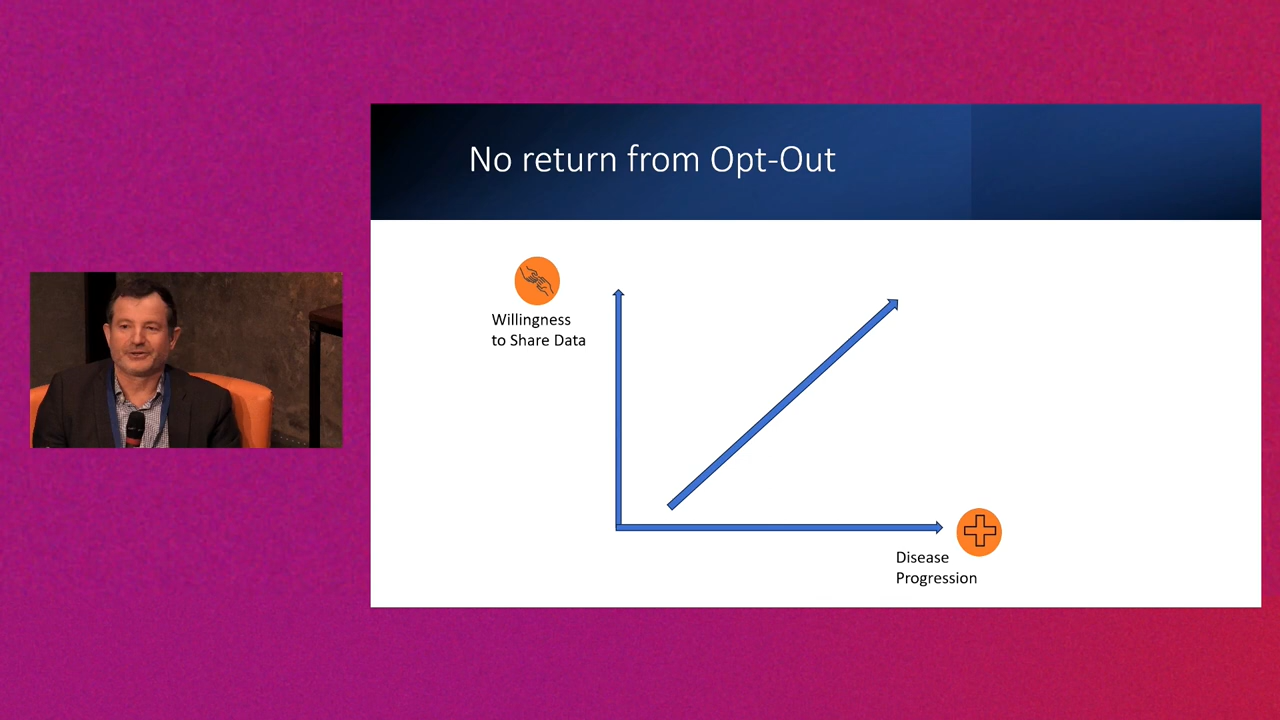 No return from Opt-Out
Willingness
to Share Data
Disease
Progression